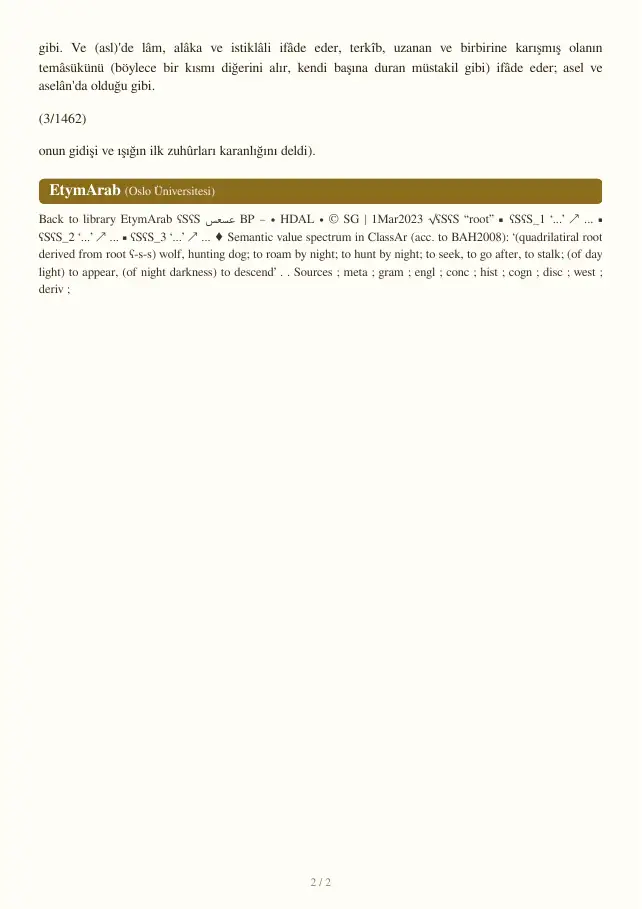 gibi. Ve (asl)'de lâm, alâka ve istiklâli ifâde eder, terkîb, uzanan ve birbirine karışmış olanın
temâsükünü (böylece bir kısmı diğerini alır, kendi başına duran müstakil gibi) ifâde eder; asel ve
aselân'da olduğu gibi.
(3/1462)
onun gidişi ve ışığın ilk zuhûrları karanlığını deldi).
EtymArab (Oslo Üniversitesi)
Back to library EtymArab ʕSʕS عسعس BP – • HDAL • © SG | 1Mar2023 √ʕSʕS “root” ▪ ʕSʕS_1 ‘...’ ↗ ... ▪
ʕSʕS_2 ‘...’ ↗ ... ▪ ʕSʕS_3 ‘...’ ↗ ... ♦ Semantic value spectrum in ClassAr (acc. to BAH2008): ‘(quadrilatiral root
derived from root ʕ-s-s) wolf, hunting dog; to roam by night; to hunt by night; to seek, to go after, to stalk; (of day
light) to appear, (of night darkness) to descend’ . . Sources ; meta ; gram ; engl ; conc ; hist ; cogn ; disc ; west ;
deriv ;
2 / 2